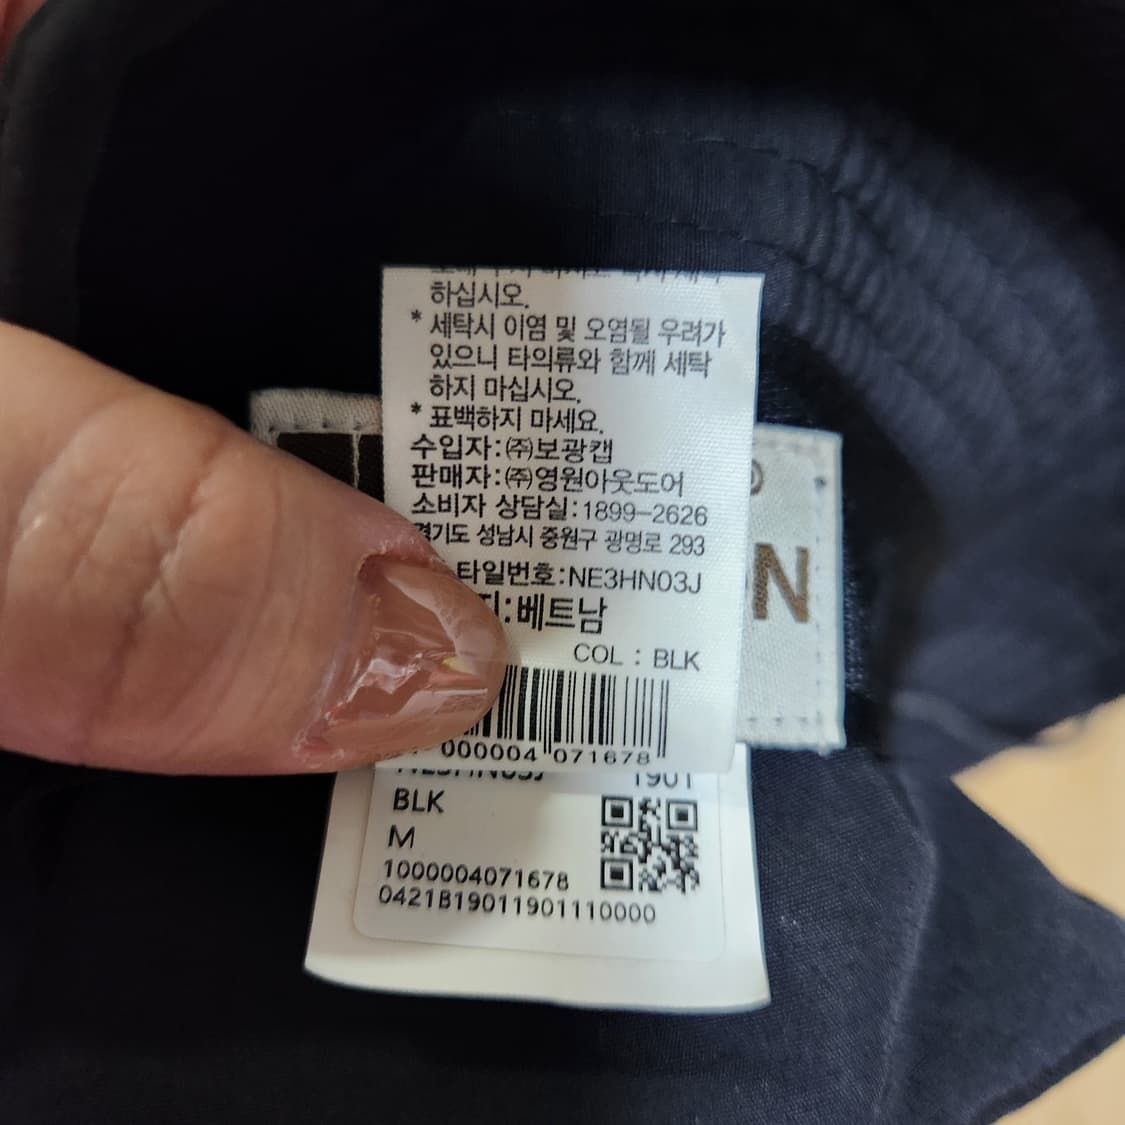 하십시오.
* 세탁시 이염 및 오염될 우려가
있으니 타의류와 함께 세탁
하지 마십시오.
* 표백하지 마세요.
수입자:㈜보광캡
판매자:㈜영원아웃도어
소비자 상담실:1899-2626
경기도 성남시 중원구 광명로 293
타일번호:NE3HN03J
:베트남
COL : BLK
000004 071678
NE3HN03J 1901
BLK
M
1000004071678
0421B19011901110000
®
ON